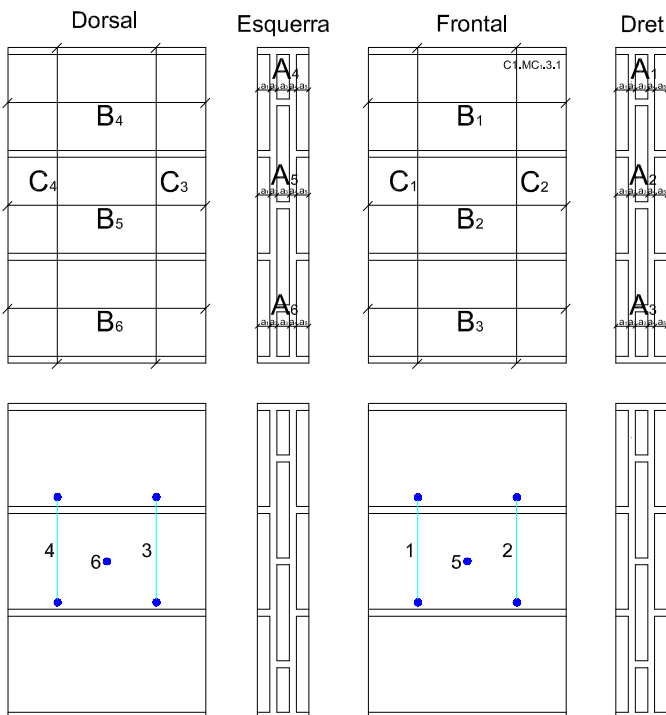 Dorsal Esquerra Frontal Dret
C1.MC1.3.1
A4 A1
B4 B1
C4 C3 A5 C1 C2 A2
B5 B2
A6 A3
B6 B3
4 3 1 2
6 5